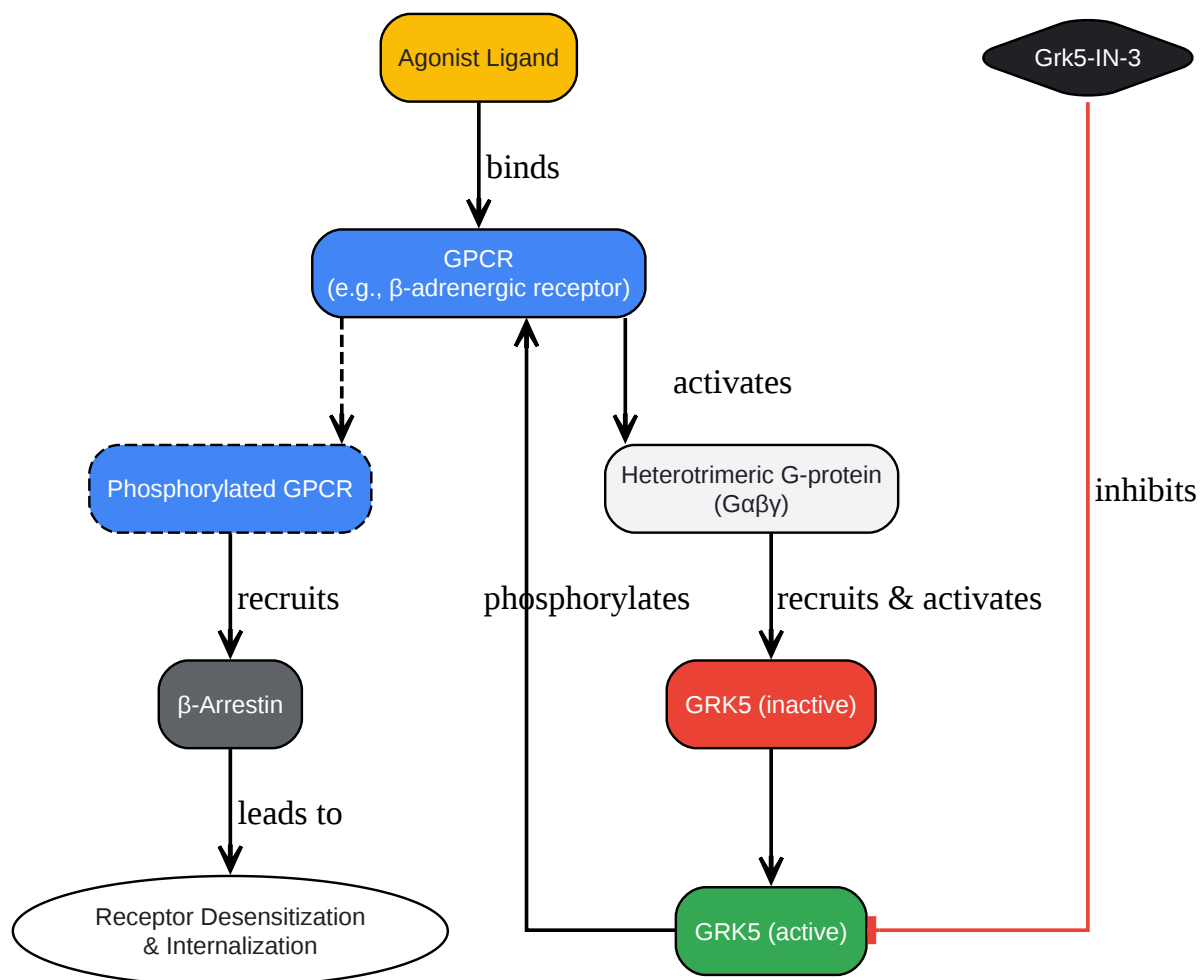 Agonist Ligand
Grk5-IN-3
binds
GPCR
(e.g., β-adrenergic receptor)
activates
Phosphorylated GPCR
Heterotrimeric G-protein
(Gαβγ)
inhibits
recruits
phosphorylates
recruits & activates
β-Arrestin
GRK5 (inactive)
leads to
Receptor Desensitization
& Internalization
GRK5 (active)